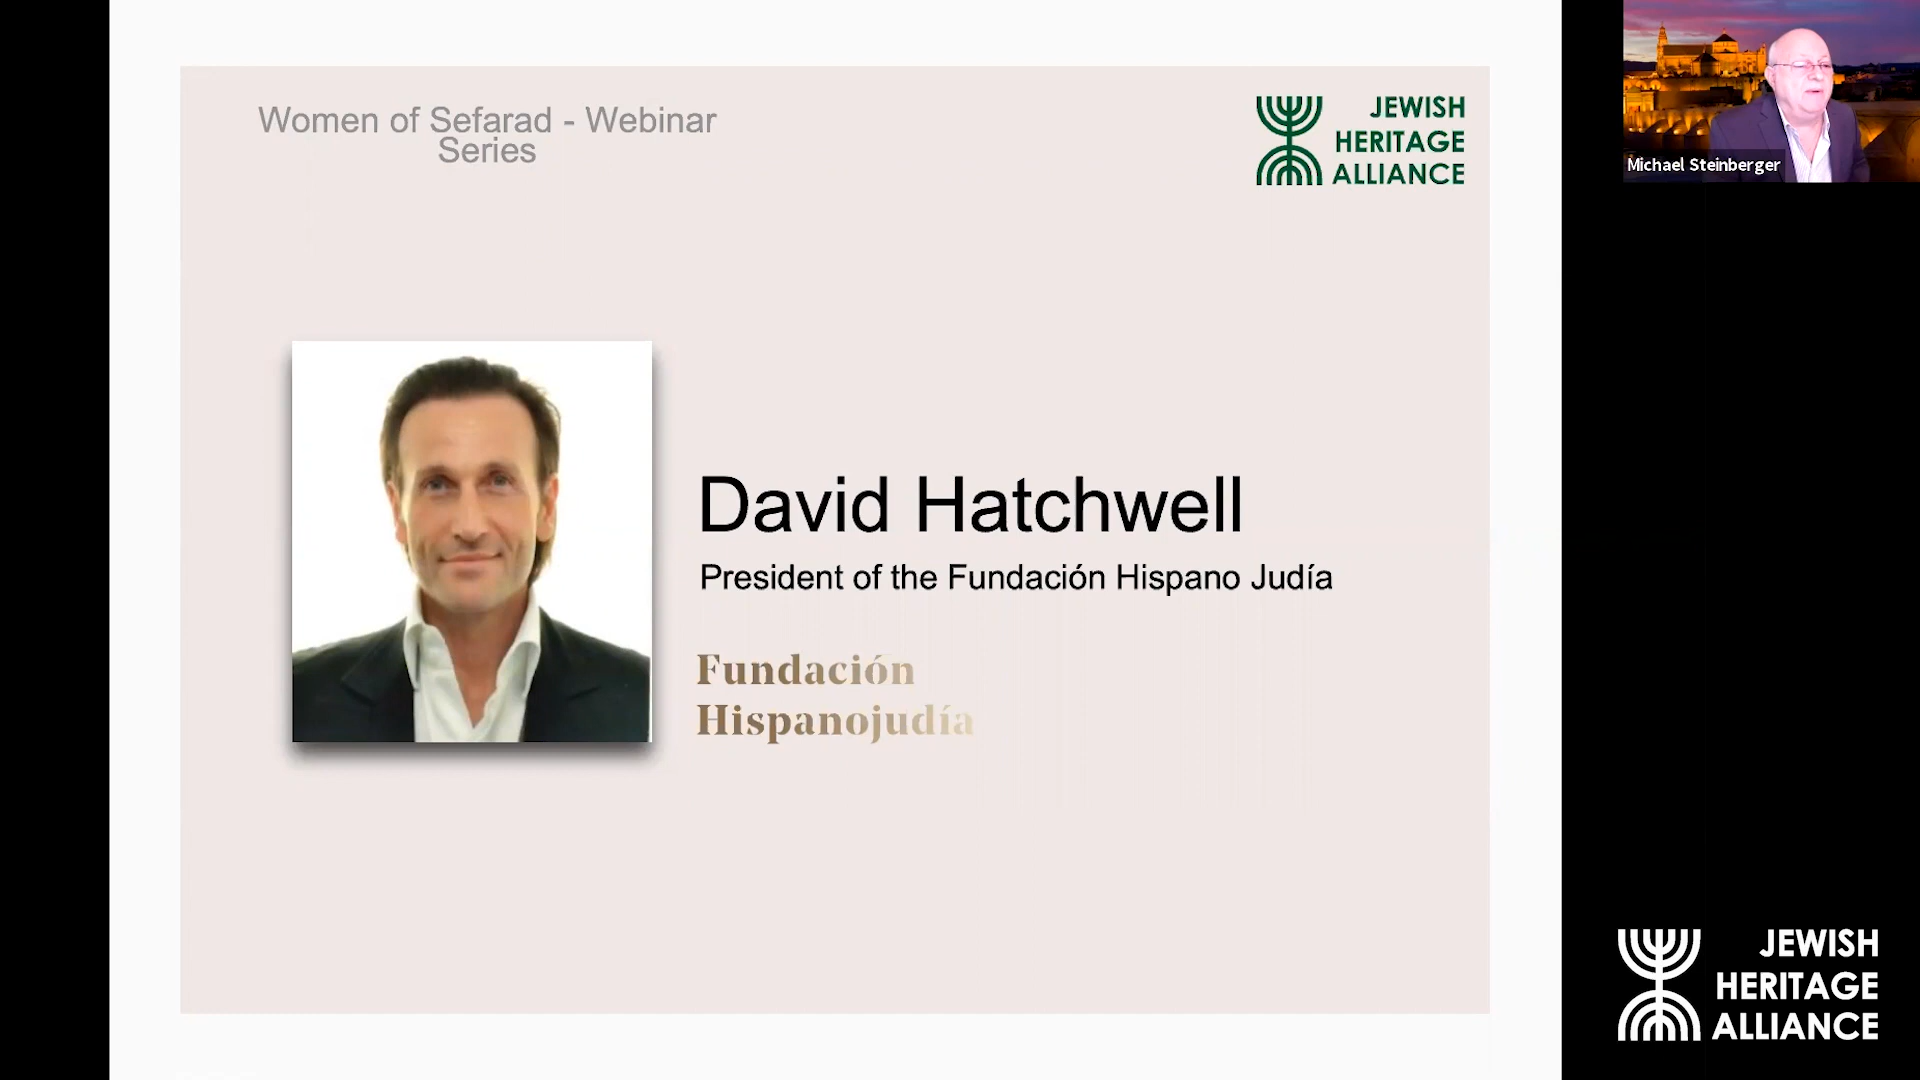 Women of Sefarad - Webinar
Series
JEWISH
HERITAGE
ALLIANCE
Michael Steinberger
David Hatchwell
President of the Fundación Hispano Judía
Fundación
Hispanojudía
JEWISH
HERITAGE
ALLIANCE